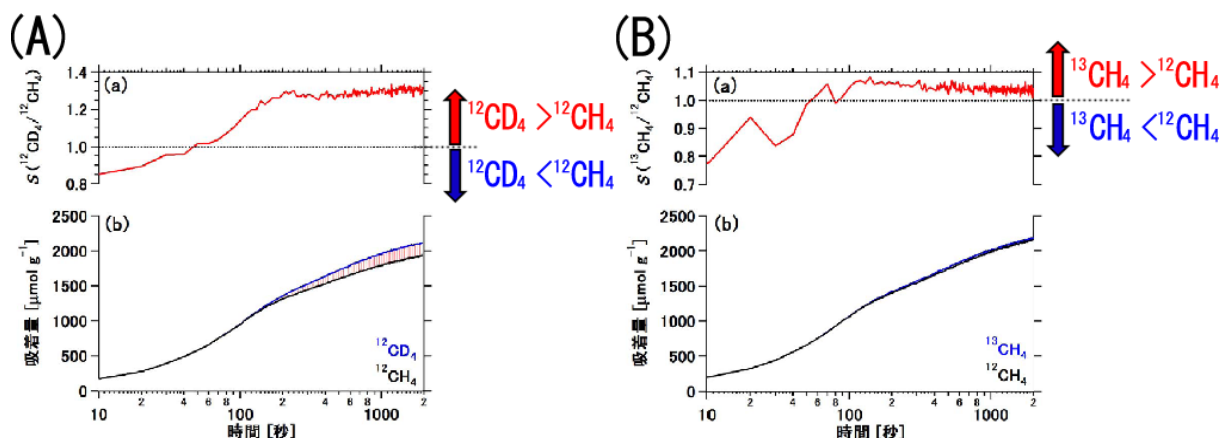 (A)
(a)
S (¹²CD₄/¹²CH₄)
1.4
1.2
1.0
0.8
¹²CD₄ >¹²CH₄
¹²CD₄ <¹²CH₄
(b)
吸着量 [μmol g⁻¹]
2500
2000
1500
1000
500
0
¹²CD₄
¹²CH₄
10 2 4 6 8 100 2 4 6 8 1000 2
時間 [秒]
(B)
(a)
S (¹³CH₄/¹²CH₄)
1.1
1.0
0.9
0.8
0.7
¹³CH₄ >¹²CH₄
¹³CH₄ <¹²CH₄
(b)
吸着量 [μmol g⁻¹]
2500
2000
1500
1000
500
0
¹³CH₄
¹²CH₄
10 2 4 6 8 100 2 4 6 8 1000 2
時間 [秒]